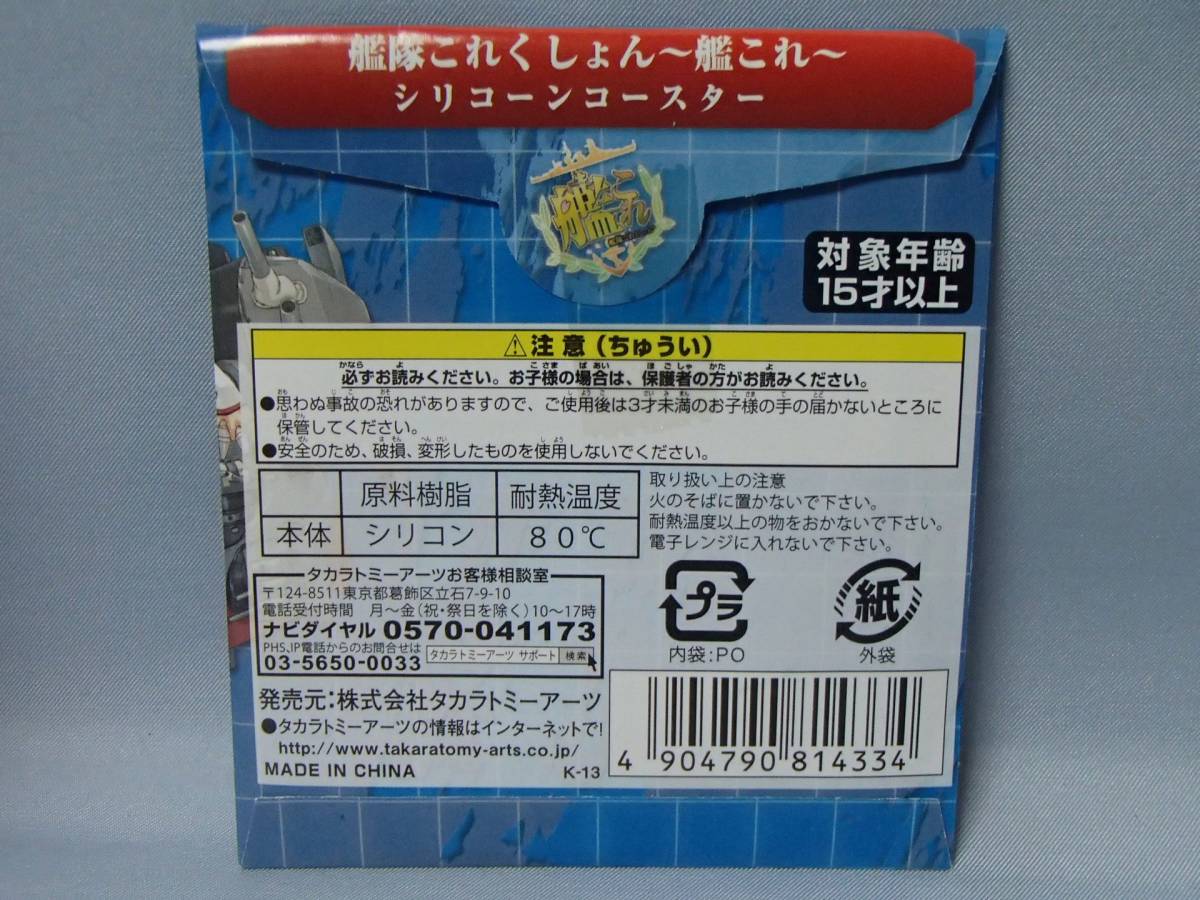 艦隊これくしょん～艦これ～
シリコーンコースター
艦これ
対象年齢
15才以上
⚠注意(ちゅうい)
必ずお読みください。お子様の場合は、保護者の方がお読みください。
●思わぬ事故の恐れがありますので、ご使用後は3才未満のお子様の手の届かないところに
保管してください。
●安全のため、破損、変形したものを使用しないでください。
原料樹脂 耐熱温度
本体 シリコン 80℃
取り扱い上の注意
火のそばに置かないで下さい。
耐熱温度以上の物をおかないで下さい。
電子レンジに入れないで下さい。
タカラトミーアーツお客様相談室
〒124-8511東京都葛飾区立石7-9-10
電話受付時間 月～金(祝・祭日を除く)10～17時
ナビダイヤル 0570-041173
PHS,IP電話からのお問合せは
03-5650-0033 タカラトミーアーツ サポート 検索
プラ
内袋:PO
紙
外袋
発売元:株式会社タカラトミーアーツ
●タカラトミーアーツの情報はインターネットで!
http://www.takaratomy-arts.co.jp/
MADE IN CHINA K-13
4 904790 814334